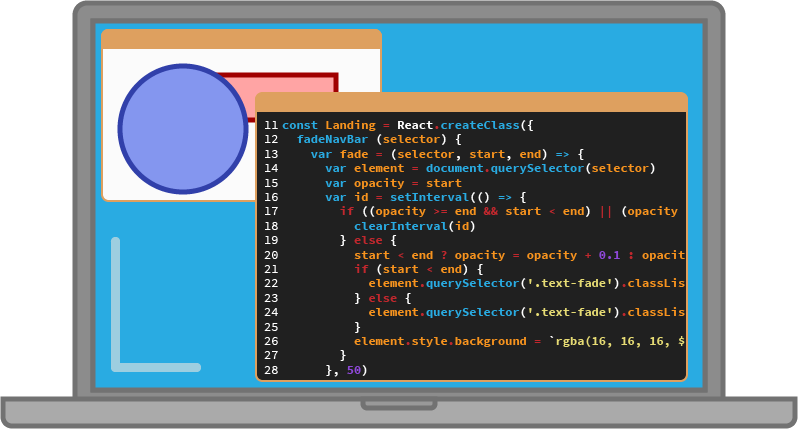 11 const Landing = React.createClass({
12 fadeNavBar (selector) {
13 var fade = (selector, start, end) => {
14 var element = document.querySelector(selector)
15 var opacity = start
16 var id = setInterval(() => {
17 if ((opacity >= end && start < end) || (opacity
18 clearInterval(id)
19 } else {
20 start < end ? opacity = opacity + 0.1 : opacit
21 if (start < end) {
22 element.querySelector('.text-fade').classLis
23 } else {
24 element.querySelector('.text-fade').classLis
25 }
26 element.style.background = `rgba(16, 16, 16, $
27 }
28 }, 50)